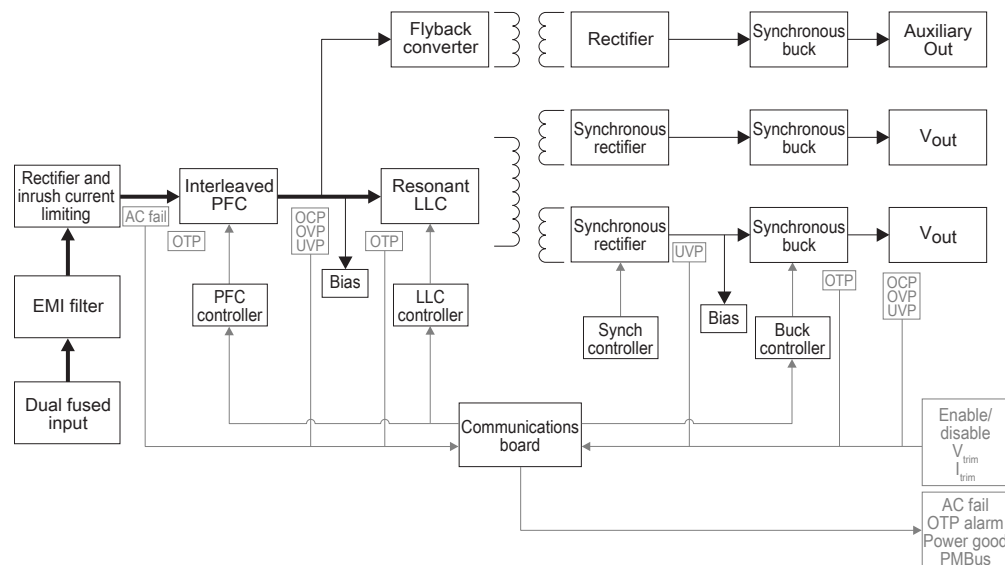 Flyback
converter
Rectifier
Synchronous
buck
Auxiliary
Out
Synchronous
rectifier
Synchronous
buck
Vout
Rectifier and
inrush current
limiting
Interleaved
PFC
Resonant
LLC
Synchronous
rectifier
Synchronous
buck
Vout
AC fail
OTP
OCP
OVP
UVP
OTP
UVP
OTP
OCP
OVP
UVP
Bias
Bias
EMI filter
PFC
controller
LLC
controller
Synch
controller
Buck
controller
Dual fused
input
Communications
board
Enable/
disable
Vtrim
Itrim
AC fail
OTP alarm
Power good
PMBus